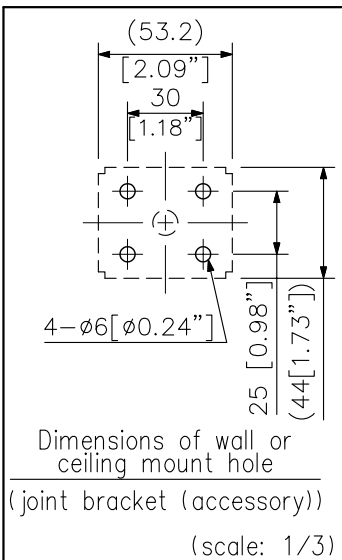 (53.2)
[2.09”]
30
[1.18”]
4-ø6[ø0.24”]
25 [0.98”]
(44[1.73”])
Dimensions of wall or
ceiling mount hole
(joint bracket (accessory))
(scale: 1/3)